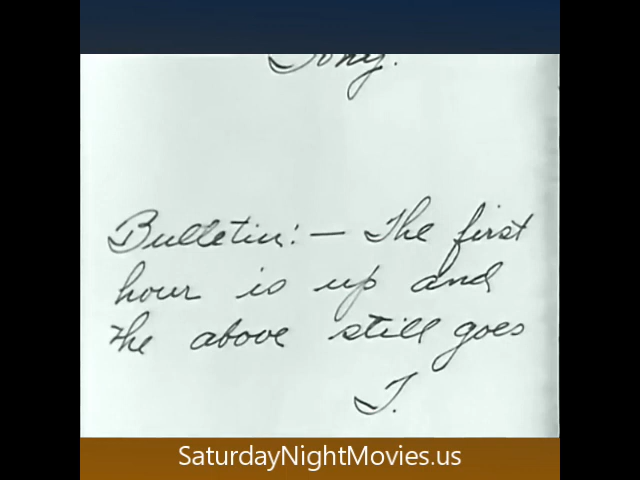 Tony.
Bulletin:— The first
hour is up and
the above still goes
T.
SaturdayNightMovies.us